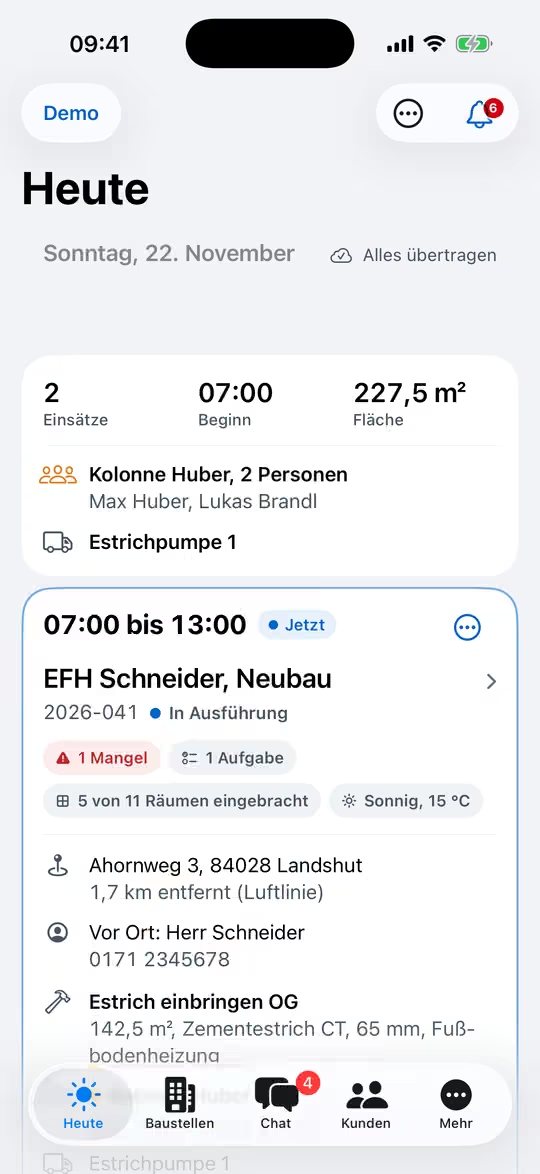 09:41
Demo
6
Heute
Sonntag, 22. November
Alles übertragen
2
07:00
227,5 m²
Einsätze
Beginn
Fläche
Kolonne Huber, 2 Personen
Max Huber, Lukas Brandl
Estrichpumpe 1
07:00 bis 13:00
Jetzt
EFH Schneider, Neubau
2026-041
In Ausführung
1 Mangel
1 Aufgabe
5 von 11 Räumen eingebracht
Sonnig, 15 °C
Ahornweg 3, 84028 Landshut
1,7 km entfernt (Luftlinie)
Vor Ort: Herr Schneider
0171 2345678
Estrich einbringen OG
142,5 m², Zementestrich CT, 65 mm, Fuß-
bodenheizung
4
Heute
Baustellen
Chat
Kunden
Mehr
Estrichpumpe 1